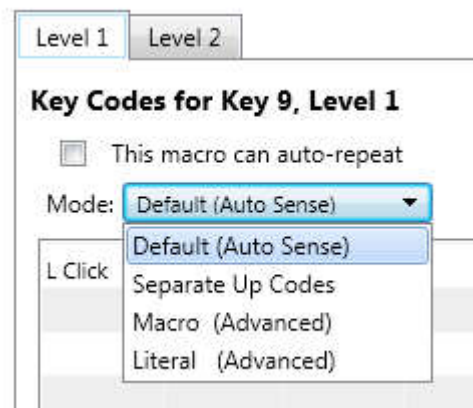 Level 1 Level 2
Key Codes for Key 9, Level 1
This macro can auto-repeat
Mode: Default (Auto Sense)
Default (Auto Sense)
L Click
Separate Up Codes
Macro (Advanced)
Literal (Advanced)